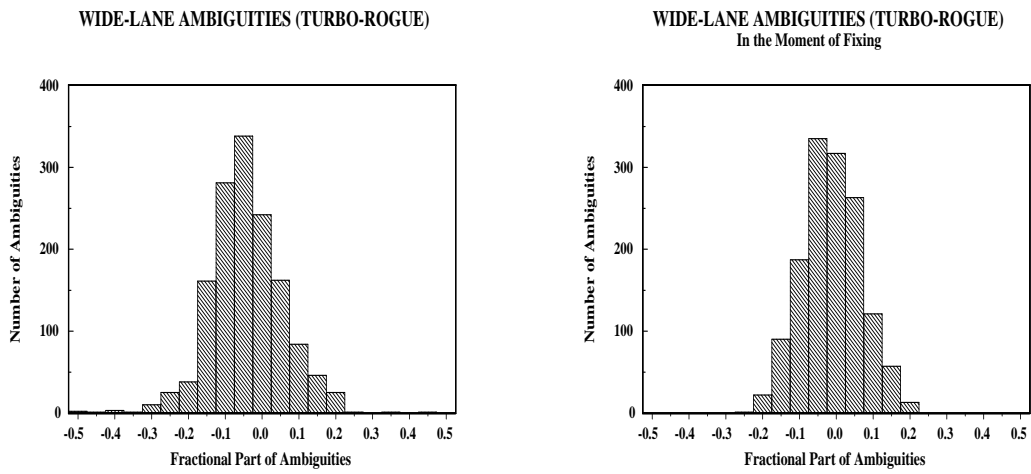 WIDE-LANE AMBIGUITIES (TURBO-ROGUE)
400
300
200
100
0
Number of Ambiguities
-0.5 -0.4 -0.3 -0.2 -0.1 0.0 0.1 0.2 0.3 0.4 0.5
Fractional Part of Ambiguities
WIDE-LANE AMBIGUITIES (TURBO-ROGUE)
In the Moment of Fixing
400
300
200
100
0
Number of Ambiguities
-0.5 -0.4 -0.3 -0.2 -0.1 0.0 0.1 0.2 0.3 0.4 0.5
Fractional Part of Ambiguities